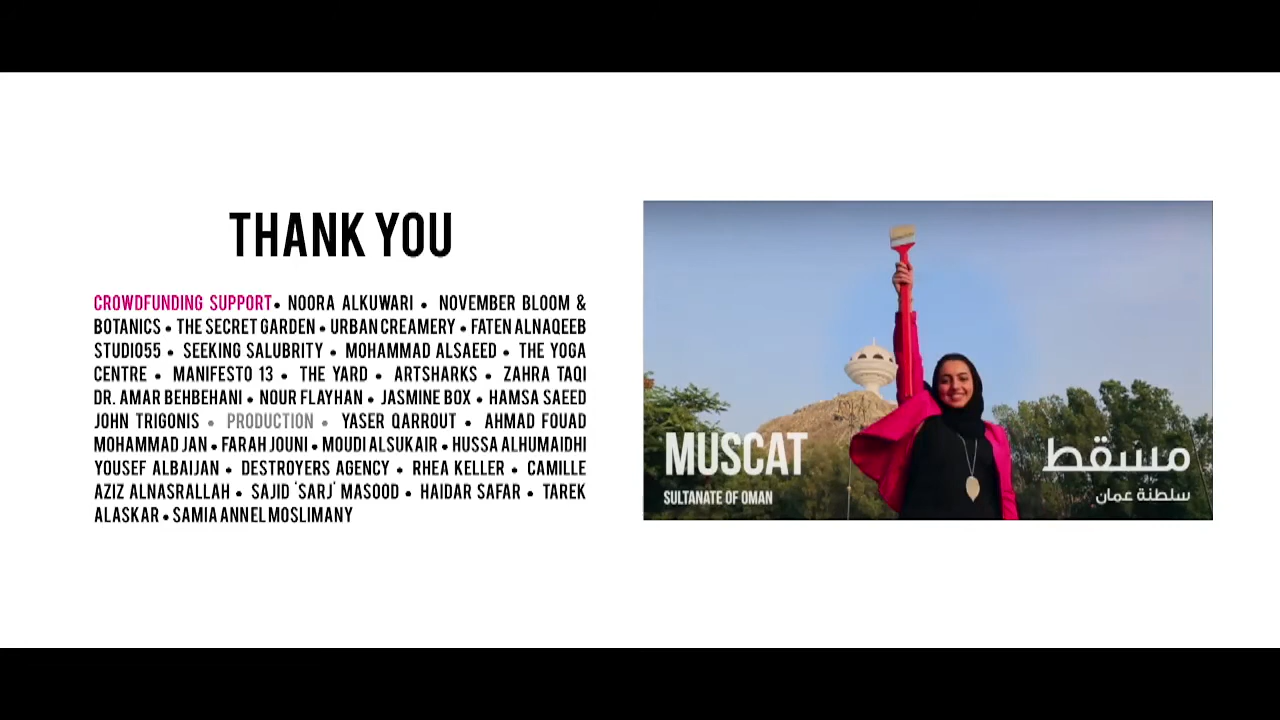 THANK YOU
CROWDFUNDING SUPPORT• NOORA ALKUWARI • NOVEMBER BLOOM &
BOTANICS • THE SECRET GARDEN • URBAN CREAMERY • FATEN ALNAQEEB
STUDIO55 • SEEKING SALUBRITY • MOHAMMAD ALSAEED • THE YOGA
CENTRE • MANIFESTO 13 • THE YARD • ARTSHARKS • ZAHRA TAQI
DR. AMAR BEHBEHANI • NOUR FLAYHAN • JASMINE BOX • HAMSA SAEED
JOHN TRIGONIS • PRODUCTION • YASER QARROUT • AHMAD FOUAD
MOHAMMAD JAN • FARAH JOUNI • MOUDI ALSUKAIR • HUSSA ALHUMAIDHI
YOUSEF ALBAIJAN • DESTROYERS AGENCY • RHEA KELLER • CAMILLE
AZIZ ALNASRALLAH • SAJID 'SARJ' MASOOD • HAIDAR SAFAR • TAREK
ALASKAR • SAMIA ANN EL MOSLIMANY
MUSCAT
SULTANATE OF OMAN
مسقط
سلطنة عمان